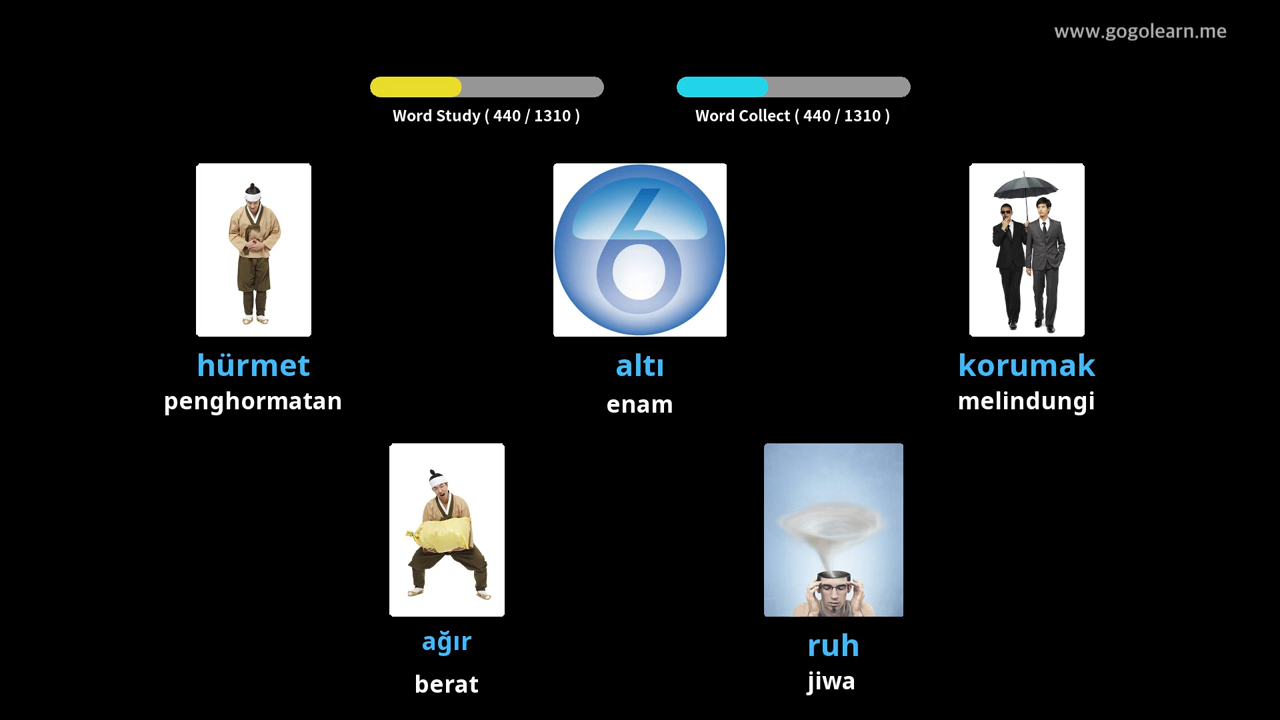 www.gogolearn.me
Word Study ( 440 / 1310 )
Word Collect ( 440 / 1310 )
6
hürmet
penghormatan
altı
enam
korumak
melindungi
ağır
berat
ruh
jiwa